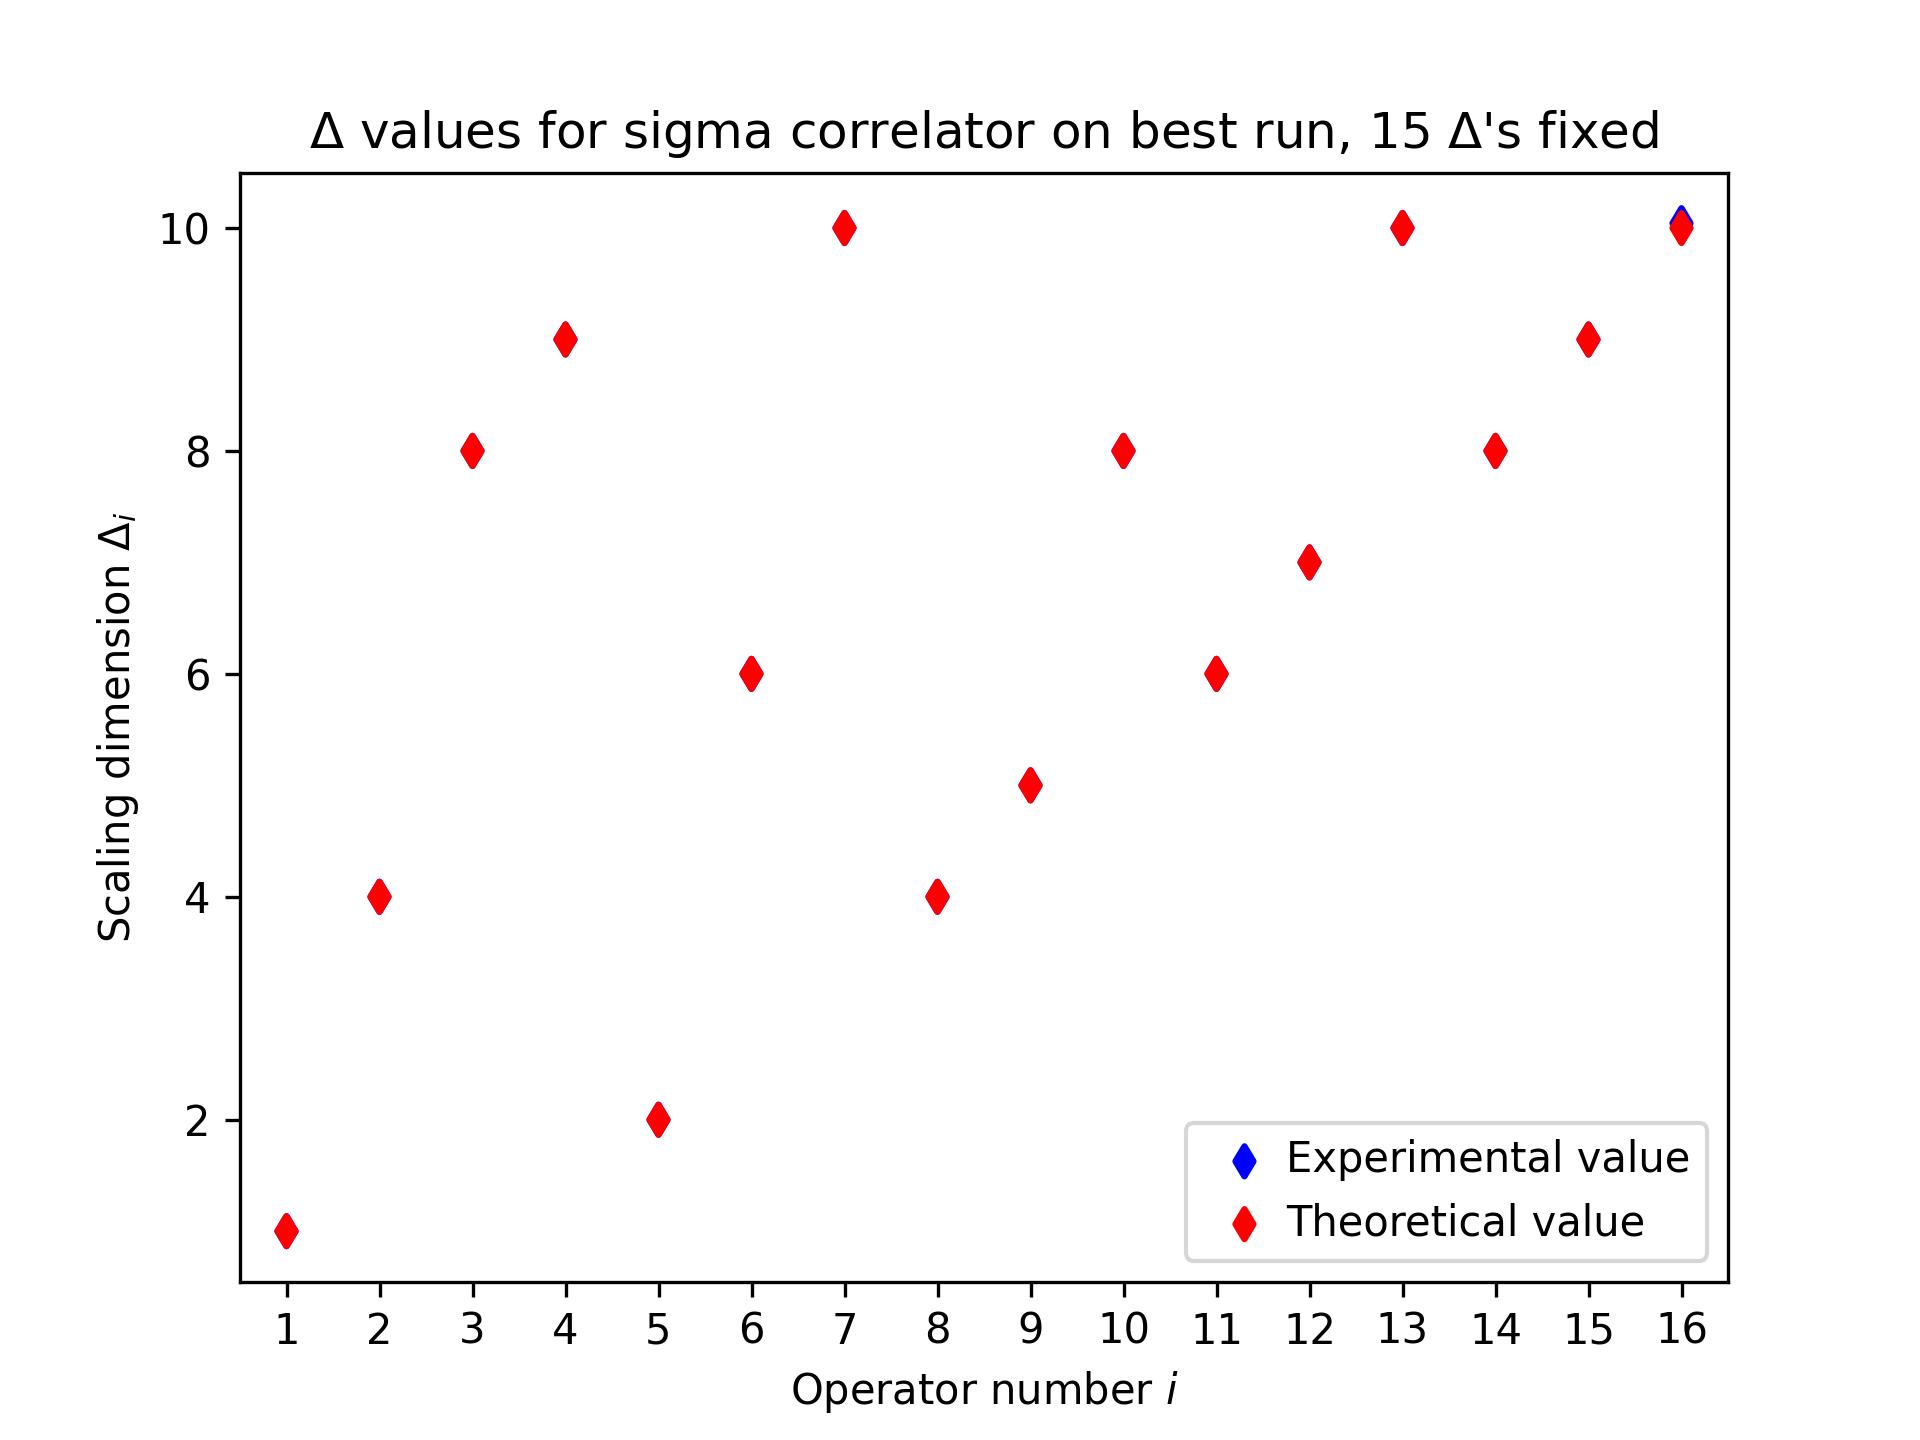 Δ values for sigma correlator on best run, 15 Δ's fixed
10
8
6
4
2
Scaling dimension Δᵢ
Experimental value
Theoretical value
1 2 3 4 5 6 7 8 9 10 11 12 13 14 15 16
Operator number i